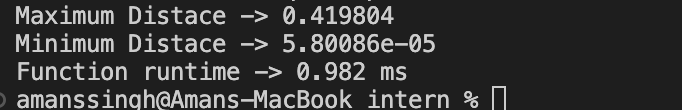 Maximum Distace -> 0.419804
Minimum Distace -> 5.80086e-05
Function runtime -> 0.982 ms
amanssingh@Amans-MacBook intern %